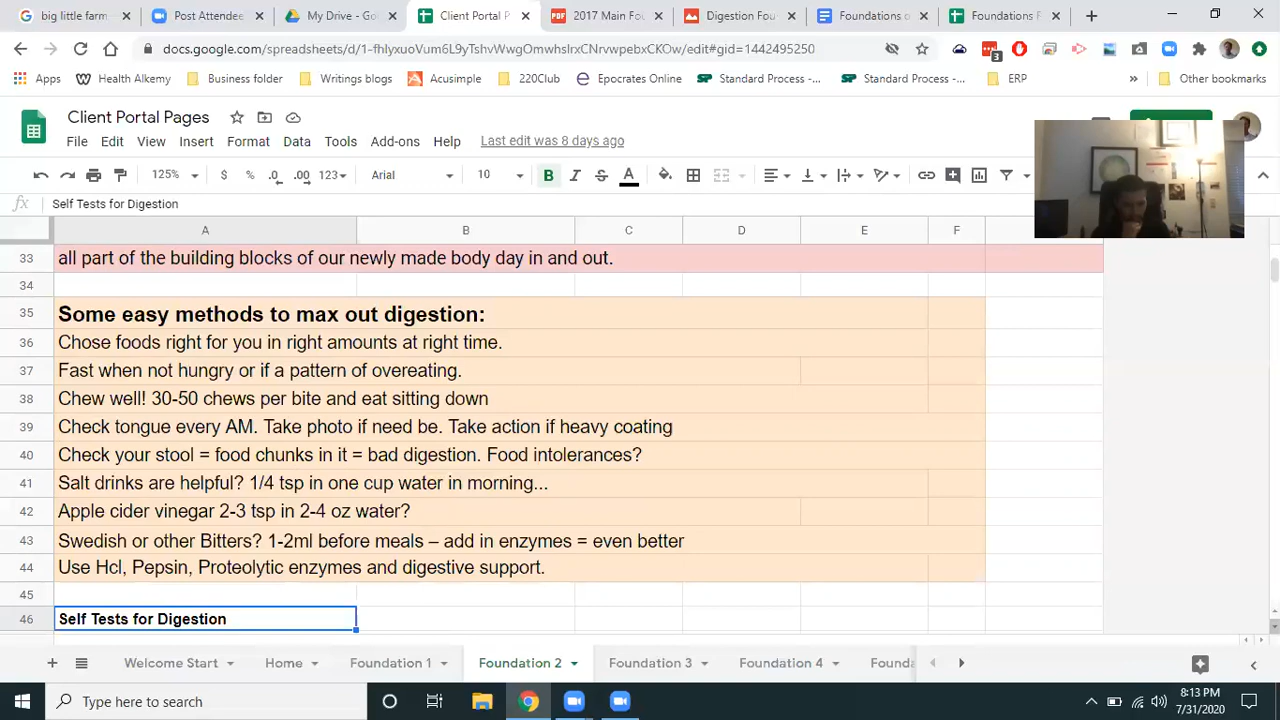 big little farm
Post Attendee
My Drive - Go
Client Portal P
2017 Main Fou
Digestion Fou
Foundations o
Foundations F
docs.google.com/spreadsheets/d/1-fhlyxuoVum6L9yTsfvWwgOmwhslrxCNrvwpebxCKOw/edit#gid=1442495250
3
Apps
Health Alkemy
Business folder
Writings blogs
Acusimple
220Club
Epocrates Online
Standard Process -...
Standard Process -...
ERP
Other bookmarks
Client Portal Pages
File Edit View Insert Format Data Tools Add-ons Help Last edit was 8 days ago
125% $ % .0 .00 123 Arial 10 B I S A
fx Self Tests for Digestion
A B C D E F
33 all part of the building blocks of our newly made body day in and out.
34
35 Some easy methods to max out digestion:
36 Chose foods right for you in right amounts at right time.
37 Fast when not hungry or if a pattern of overeating.
38 Chew well! 30-50 chews per bite and eat sitting down
39 Check tongue every AM. Take photo if need be. Take action if heavy coating
40 Check your stool = food chunks in it = bad digestion. Food intolerances?
41 Salt drinks are helpful? 1/4 tsp in one cup water in morning...
42 Apple cider vinegar 2-3 tsp in 2-4 oz water?
43 Swedish or other Bitters? 1-2ml before meals – add in enzymes = even better
44 Use Hcl, Pepsin, Proteolytic enzymes and digestive support.
45
46 Self Tests for Digestion
Welcome Start Home Foundation 1 Foundation 2 Foundation 3 Foundation 4 Founda
Type here to search
8:13 PM
7/31/2020